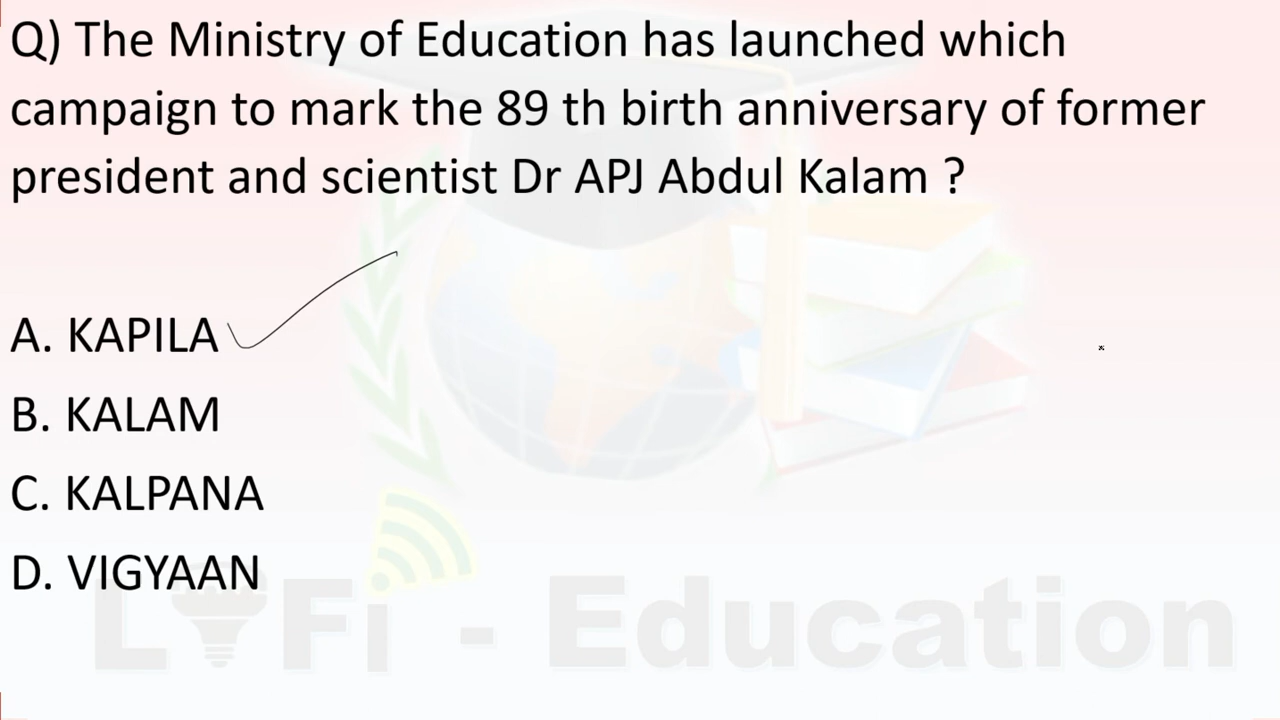 Q) The Ministry of Education has launched which
campaign to mark the 89 th birth anniversary of former
president and scientist Dr APJ Abdul Kalam ?
A. KAPILA
B. KALAM
C. KALPANA
D. VIGYAAN
LiFi - Education